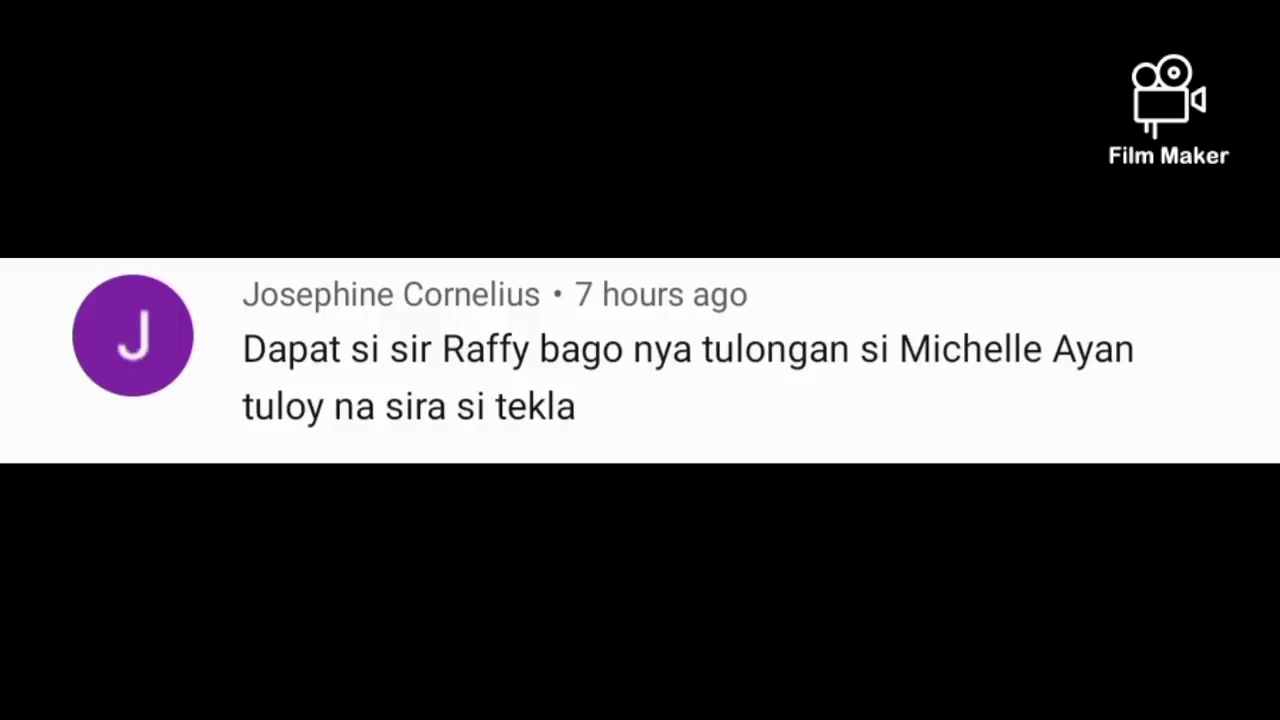 Film Maker
J
Josephine Cornelius • 7 hours ago
Dapat si sir Raffy bago nya tulongan si Michelle Ayan
tuloy na sira si tekla